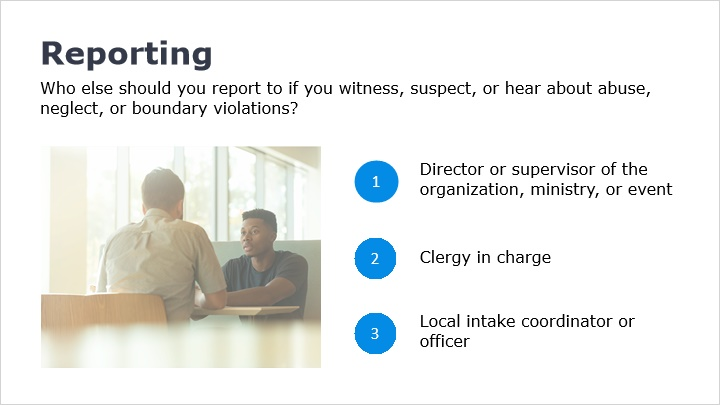 Reporting
Who else should you report to if you witness, suspect, or hear about abuse,
neglect, or boundary violations?
1
Director or supervisor of the
organization, ministry, or event
2
Clergy in charge
3
Local intake coordinator or
officer